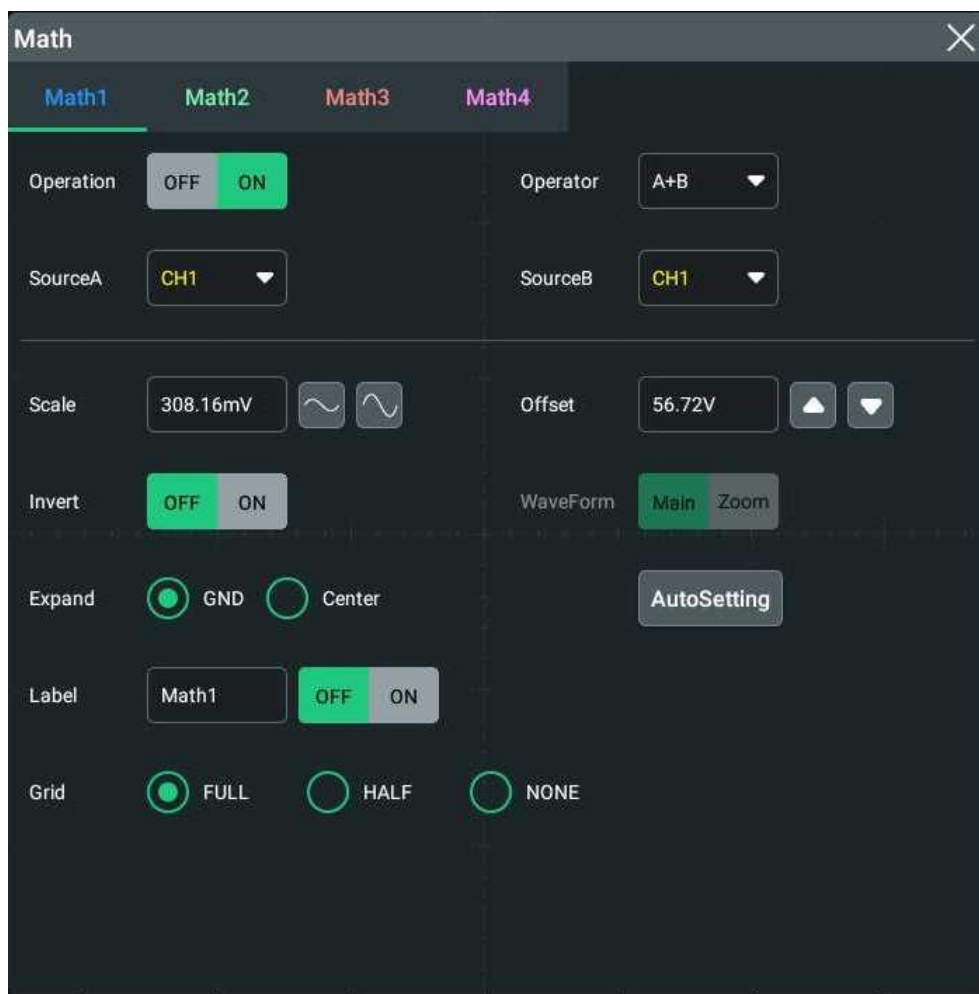 Math
Math1 Math2 Math3 Math4
Operation OFF ON Operator A+B
SourceA CH1 SourceB CH1
Scale 308.16mV Offset 56.72V
Invert OFF ON WaveForm Main Zoom
Expand GND Center AutoSetting
Label Math1 OFF ON
Grid FULL HALF NONE